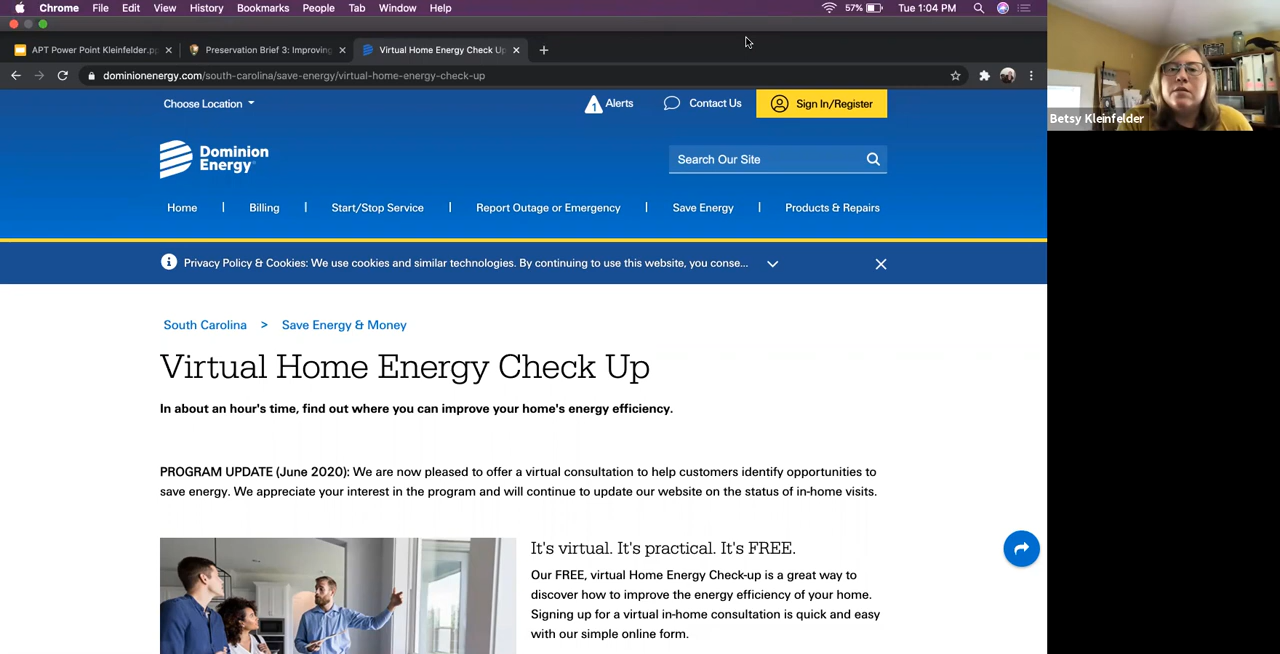 Chrome File Edit View History Bookmarks People Tab Window Help 57% Tue 1:04 PM
APT Power Point Kleinfelder.pp × Preservation Brief 3: Improving × Virtual Home Energy Check Up × +
dominionenergy.com/south-carolina/save-energy/virtual-home-energy-check-up
Choose Location 1 Alerts Contact Us Sign In/Register
Betsy Kleinfelder
Dominion
Energy®
Search Our Site
Home | Billing | Start/Stop Service | Report Outage or Emergency | Save Energy | Products & Repairs
Privacy Policy & Cookies: We use cookies and similar technologies. By continuing to use this website, you conse...
South Carolina > Save Energy & Money
Virtual Home Energy Check Up
In about an hour's time, find out where you can improve your home's energy efficiency.
PROGRAM UPDATE (June 2020): We are now pleased to offer a virtual consultation to help customers identify opportunities to
save energy. We appreciate your interest in the program and will continue to update our website on the status of in-home visits.
It's virtual. It's practical. It's FREE.
Our FREE, virtual Home Energy Check-up is a great way to
discover how to improve the energy efficiency of your home.
Signing up for a virtual in-home consultation is quick and easy
with our simple online form.